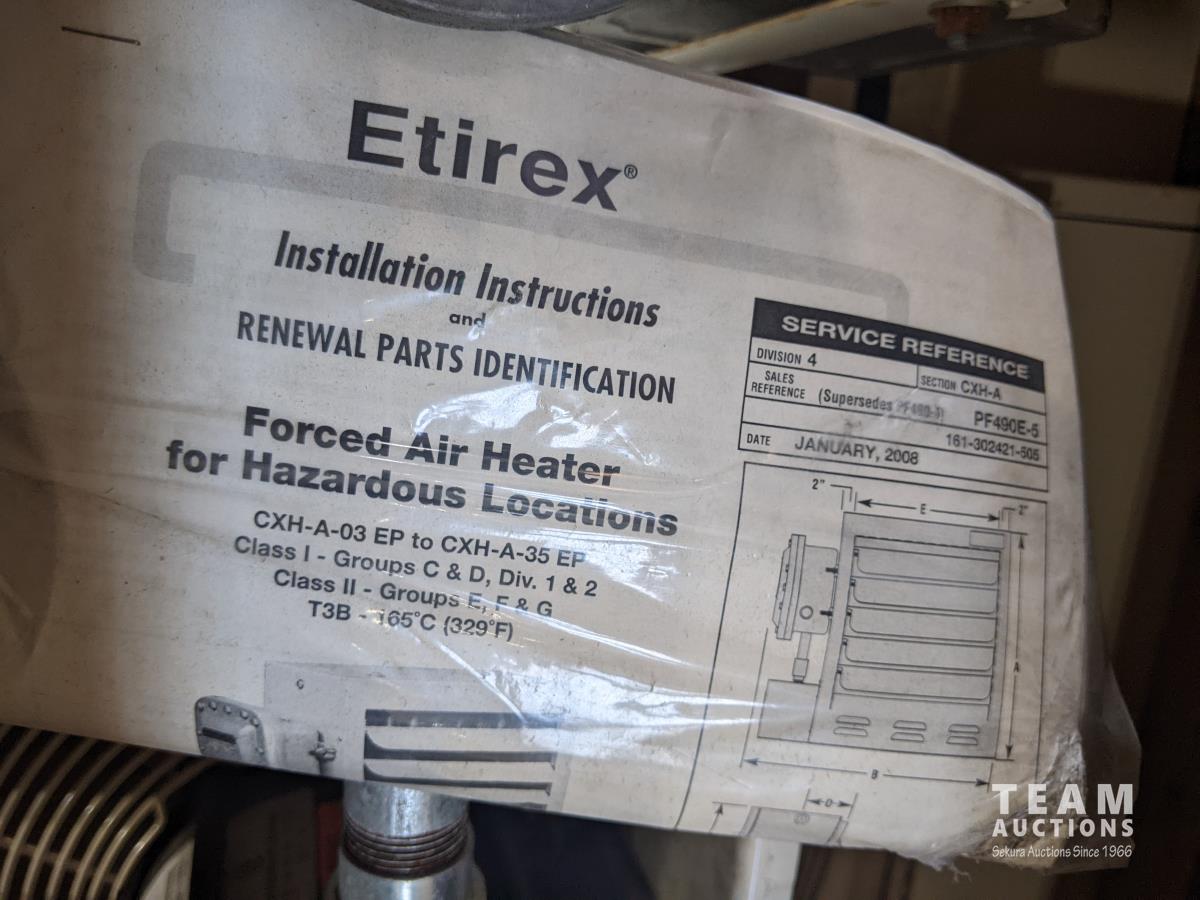 Etirex®
Installation Instructions
and
RENEWAL PARTS IDENTIFICATION
Forced Air Heater
for Hazardous Locations
CXH-A-03 EP to CXH-A-35 EP
Class I - Groups C & D, Div. 1 & 2
Class II - Groups E, F & G
T3B - 165°C (329°F)
SERVICE REFERENCE
DIVISION 4
SECTION CXH-A
SALES
REFERENCE
(Supersedes
PF490E-5
161-302421-505
DATE JANUARY, 2008
2"
E
2"
A
B
D
TEAM
AUCTIONS
Sekura Auctions Since 1966